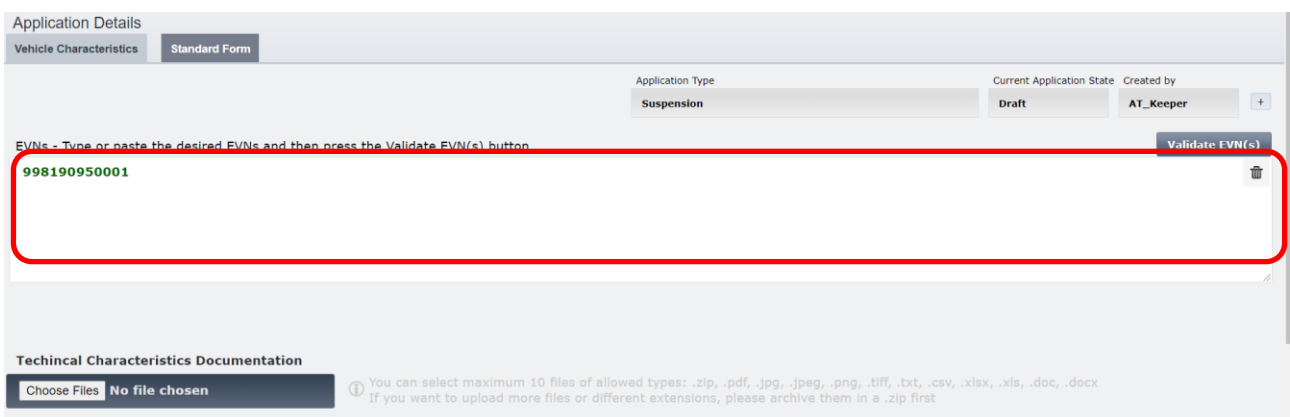 Application Details
Vehicle Characteristics Standard Form
Application Type Current Application State Created by
Suspension Draft AT_Keeper +
EVNs - Type or paste the desired EVNs and then press the Validate EVN(s) button
Validate EVN(s)
998190950001
Techincal Characteristics Documentation
Choose Files No file chosen
You can select maximum 10 files of allowed types: .zip, .pdf, .jpg, .jpeg, .png, .tiff, .txt, .csv, .xlsx, .xls, .doc, .docx
If you want to upload more files or different extensions, please archive them in a .zip first